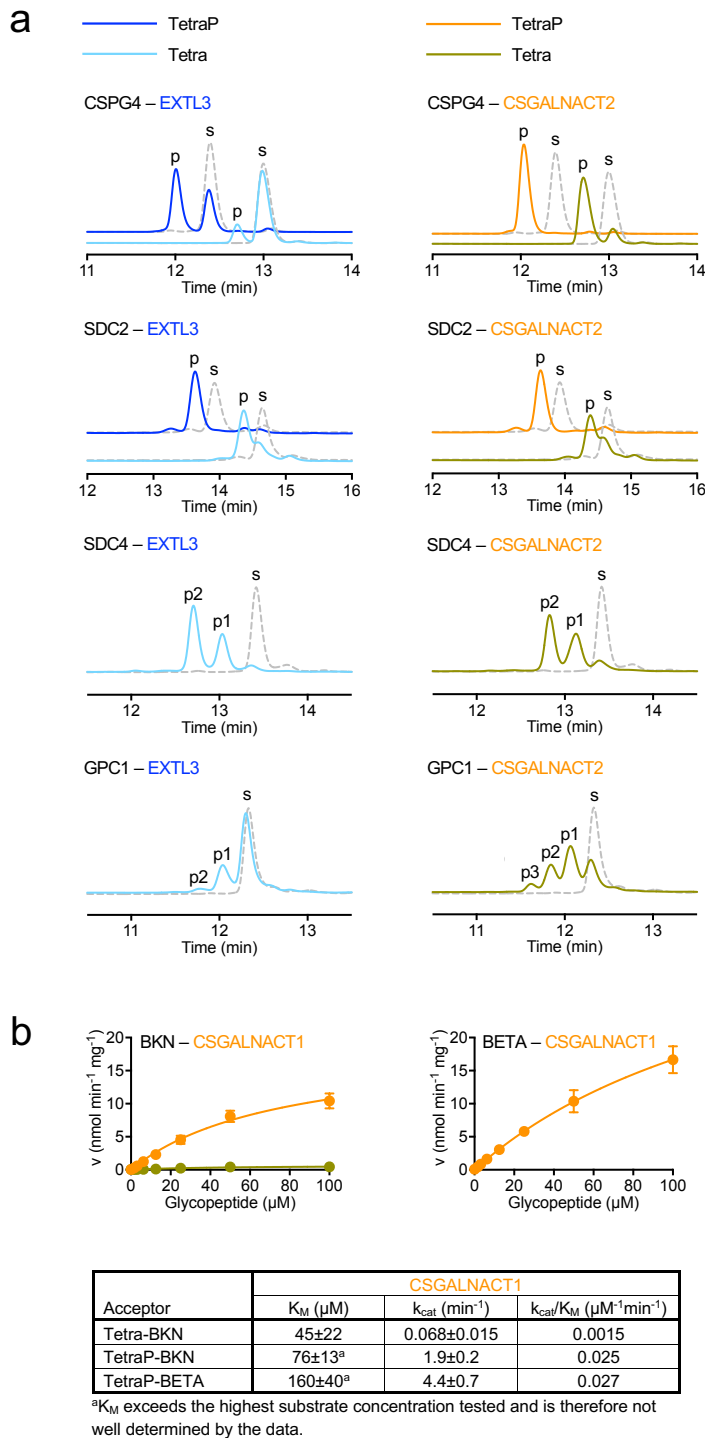 a
TetraP
Tetra
TetraP
Tetra
CSPG4 – EXTL3
p s s p
11 12 13 14
Time (min)
CSPG4 – CSGALNACT2
p s p s
11 12 13 14
Time (min)
SDC2 – EXTL3
p s p s
12 13 14 15 16
Time (min)
SDC2 – CSGALNACT2
p s p s
12 13 14 15 16
Time (min)
SDC4 – EXTL3
p2 p1 s
12 13 14
Time (min)
SDC4 – CSGALNACT2
p2 p1 s
12 13 14
Time (min)
GPC1 – EXTL3
p2 p1 s
11 12 13
Time (min)
GPC1 – CSGALNACT2
p3 p2 p1 s
11 12 13
Time (min)
b
BKN – CSGALNACT1
v (nmol min⁻¹ mg⁻¹)
20
15
10
5
0
0 20 40 60 80 100
Glycopeptide (µM)
BETA – CSGALNACT1
v (nmol min⁻¹ mg⁻¹)
20
15
10
5
0
0 20 40 60 80 100
Glycopeptide (µM)
CSGALNACT1
Acceptor K_M (µM) k_cat (min⁻¹) k_cat/K_M (µM⁻¹min⁻¹)
Tetra-BKN 45±22 0.068±0.015 0.0015
TetraP-BKN 76±13ᵃ 1.9±0.2 0.025
TetraP-BETA 160±40ᵃ 4.4±0.7 0.027
ᵃK_M exceeds the highest substrate concentration tested and is therefore not
well determined by the data.